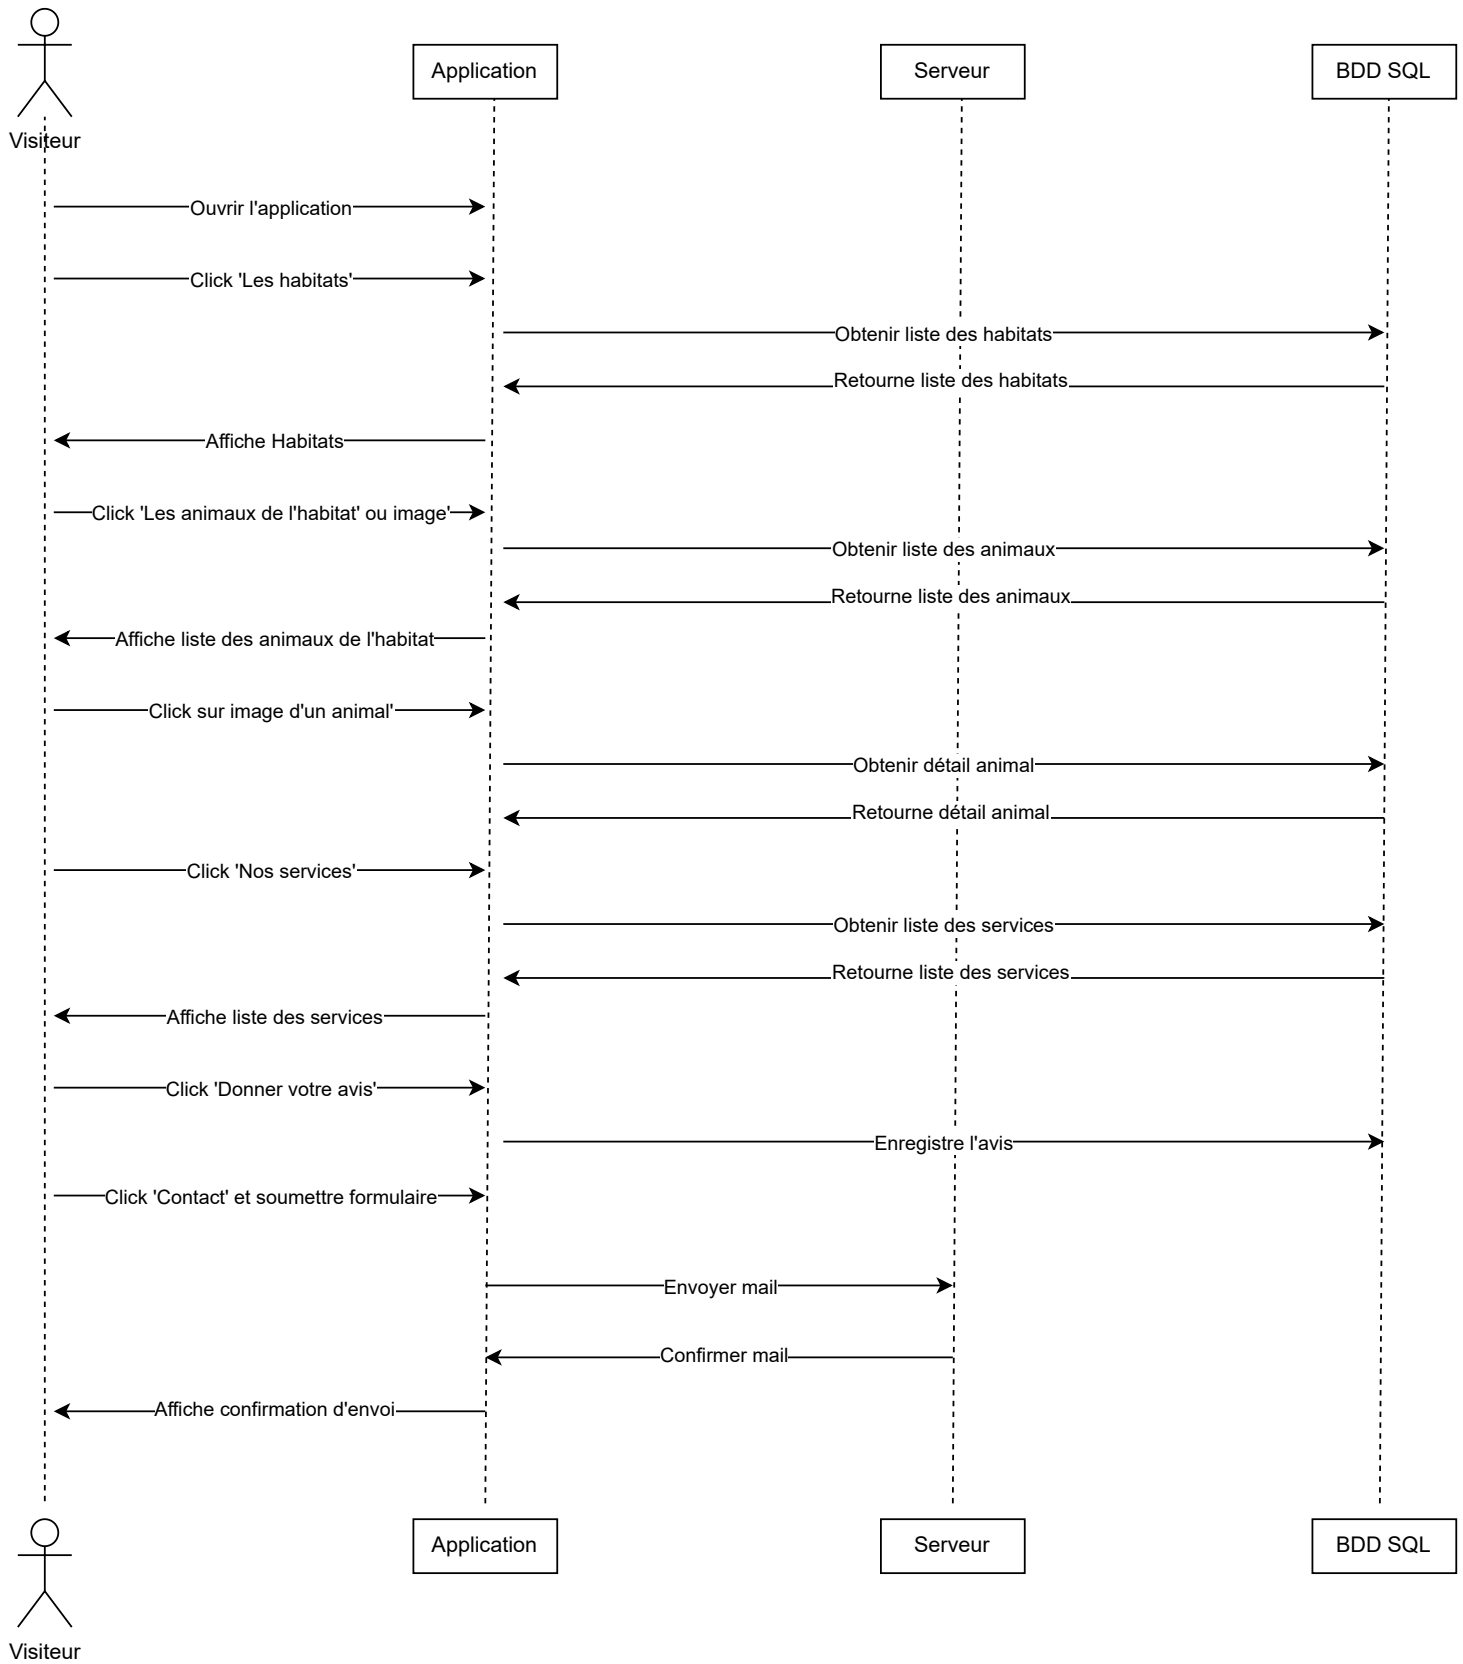 Visiteur
Application
Serveur
BDD SQL
Ouvrir l'application
Click 'Les habitats'
Obtenir liste des habitats
Retourne liste des habitats
Affiche Habitats
Click 'Les animaux de l'habitat' ou image'
Obtenir liste des animaux
Retourne liste des animaux
Affiche liste des animaux de l'habitat
Click sur image d'un animal'
Obtenir détail animal
Retourne détail animal
Click 'Nos services'
Obtenir liste des services
Retourne liste des services
Affiche liste des services
Click 'Donner votre avis'
Enregistre l'avis
Click 'Contact' et soumettre formulaire
Envoyer mail
Confirmer mail
Affiche confirmation d'envoi
Application
Serveur
BDD SQL
Visiteur